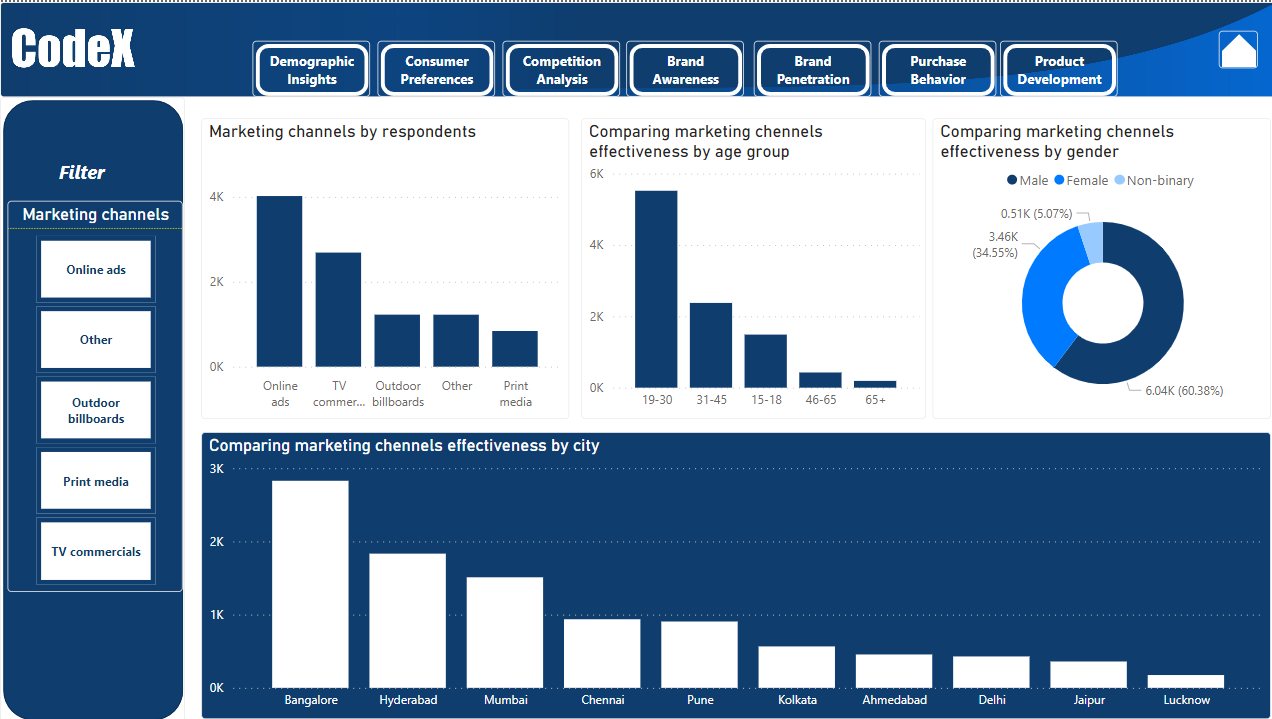 CodeX
Demographic
Insights
Consumer
Preferences
Competition
Analysis
Brand
Awareness
Brand
Penetration
Purchase
Behavior
Product
Development
Filter
Marketing channels
Online ads
Other
Outdoor
billboards
Print media
TV commercials
Marketing channels by respondents
4K
2K
0K
Online
ads
TV
commer...
Outdoor
billboards
Other
Print
media
Comparing marketing chennels
effectiveness by age group
6K
4K
2K
0K
19-30
31-45
15-18
46-65
65+
Comparing marketing chennels
effectiveness by gender
Male
Female
Non-binary
0.51K (5.07%)
3.46K
(34.55%)
6.04K (60.38%)
Comparing marketing chennels effectiveness by city
3K
2K
1K
0K
Bangalore
Hyderabad
Mumbai
Chennai
Pune
Kolkata
Ahmedabad
Delhi
Jaipur
Lucknow